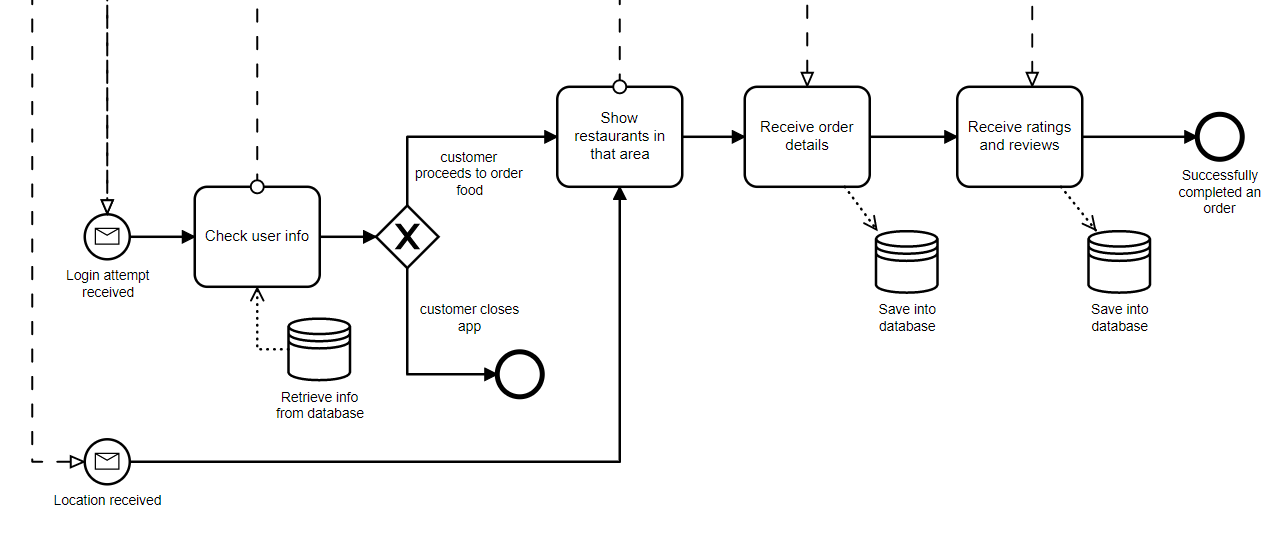 Show
restaurants in
that area
Receive order
details
Receive ratings
and reviews
customer
proceeds to order
food
Successfully
completed an
order
Check user info
X
Login attempt
received
customer closes
app
Save into
database
Save into
database
Retrieve info
from database
Location received